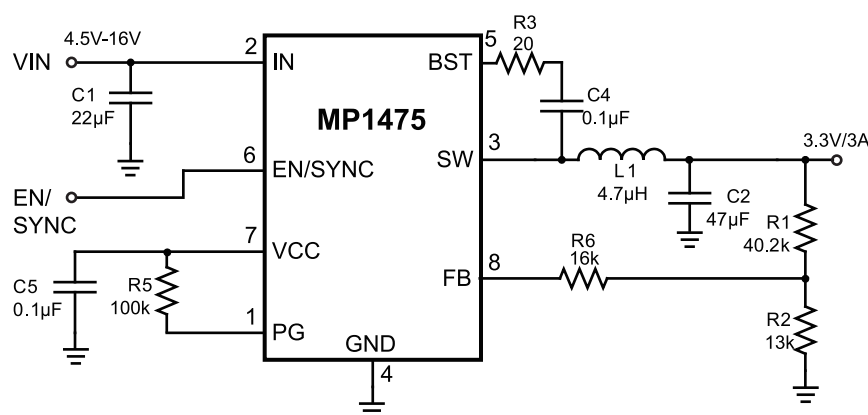 4.5V-16V
VIN
2
IN
C1
22µF
MP1475
5
BST
R3
20
C4
0.1µF
3
SW
L1
4.7µH
3.3V/3A
C2
47µF
R1
40.2k
6
EN/SYNC
EN/
SYNC
7
VCC
C5
0.1µF
R5
100k
1
PG
8
FB
R6
16k
R2
13k
GND
4